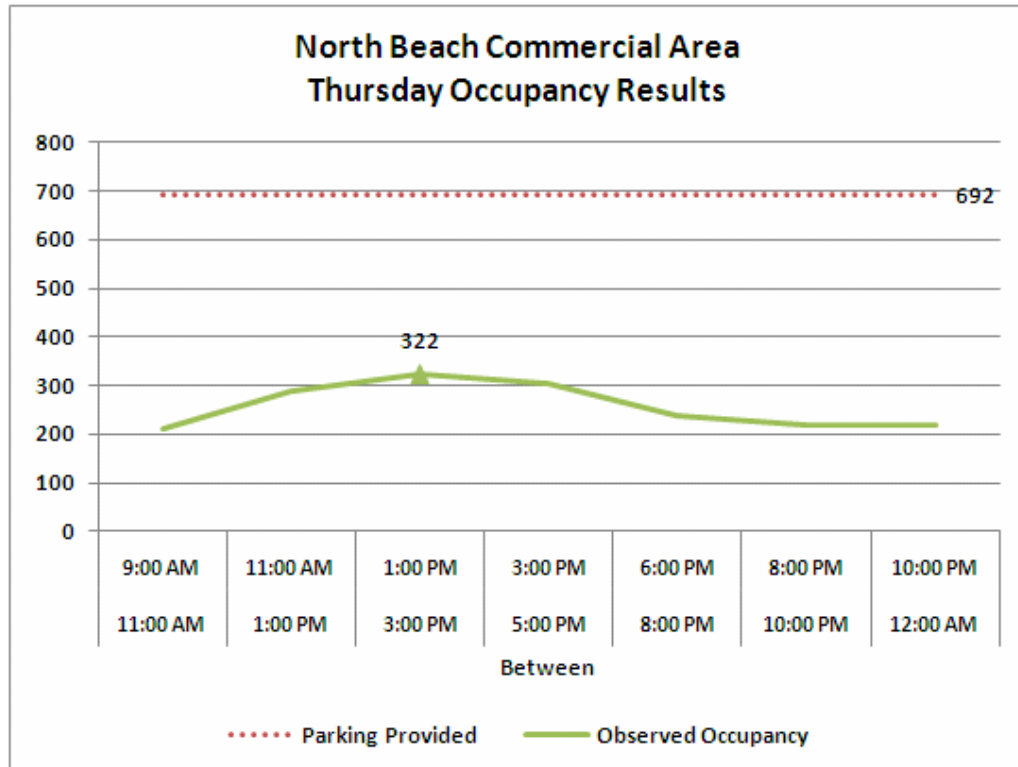 North Beach Commercial Area
Thursday Occupancy Results
800
700
692
600
500
400
322
300
200
100
0
9:00 AM 11:00 AM 1:00 PM 3:00 PM 6:00 PM 8:00 PM 10:00 PM
11:00 AM 1:00 PM 3:00 PM 5:00 PM 8:00 PM 10:00 PM 12:00 AM
Between
Parking Provided Observed Occupancy